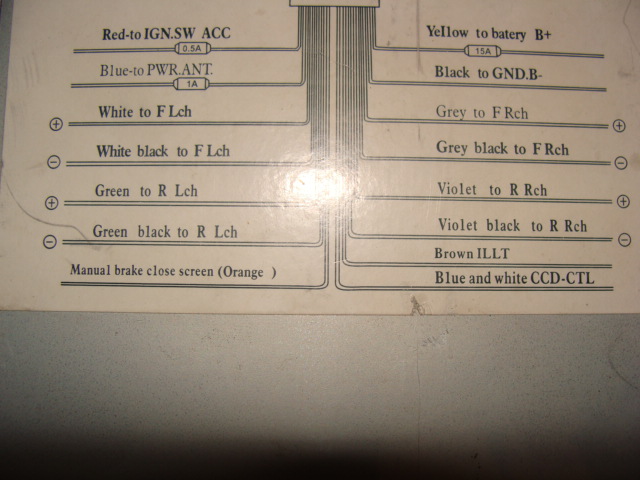 Red-to IGN.SW ACC
0.5A
Blue-to PWR.ANT.
1A
White to F Lch
+
White black to F Lch
−
Green to R Lch
+
Green black to R Lch
−
Manual brake close screen (Orange )
Yellow to batery B+
15A
Black to GND.B-
Grey to F Rch
+
Grey black to F Rch
−
Violet to R Rch
+
Violet black to R Rch
−
Brown ILLT
Blue and white CCD-CTL